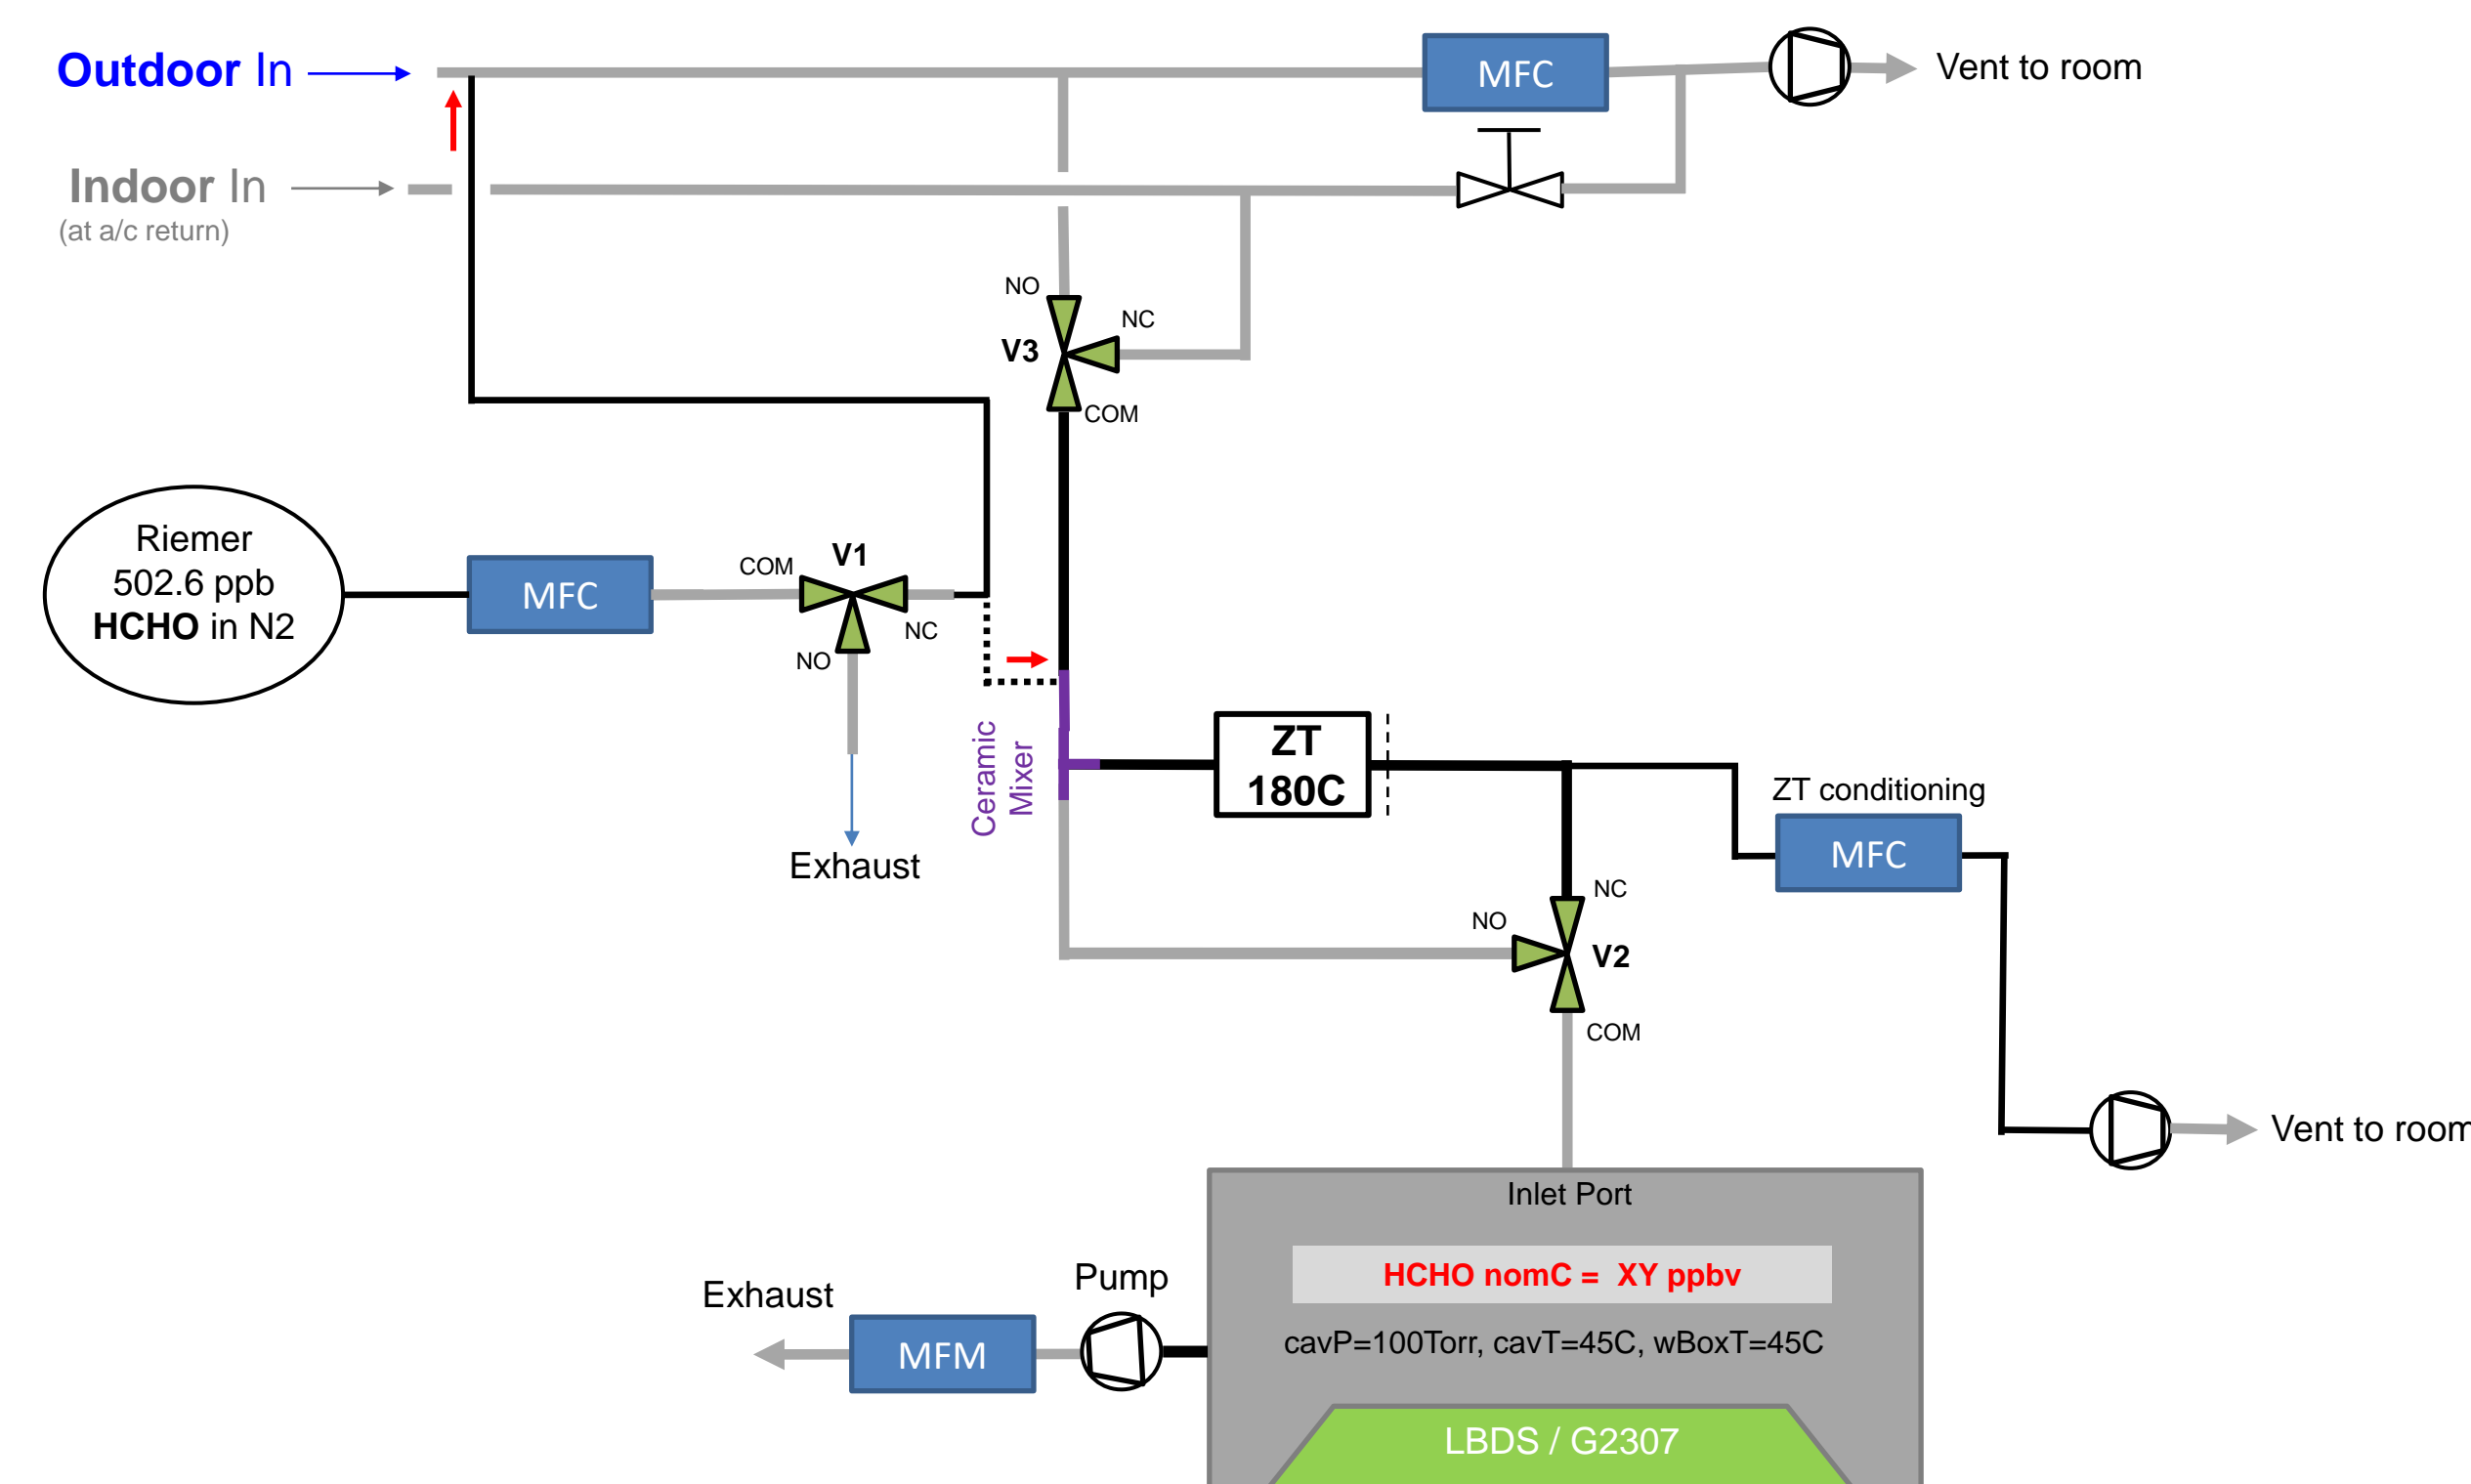 Outdoor In
MFC
Vent to room
Indoor In
(at a/c return)
NO
NC
V3
COM
Riemer
502.6 ppb
HCHO in N2
MFC
COM
V1
NC
NO
Exhaust
Ceramic
Mixer
ZT
180C
ZT conditioning
MFC
NC
NO
V2
COM
Vent to room
Inlet Port
HCHO nomC = XY ppbv
cavP=100Torr, cavT=45C, wBoxT=45C
Pump
Exhaust
MFM
LBDS / G2307